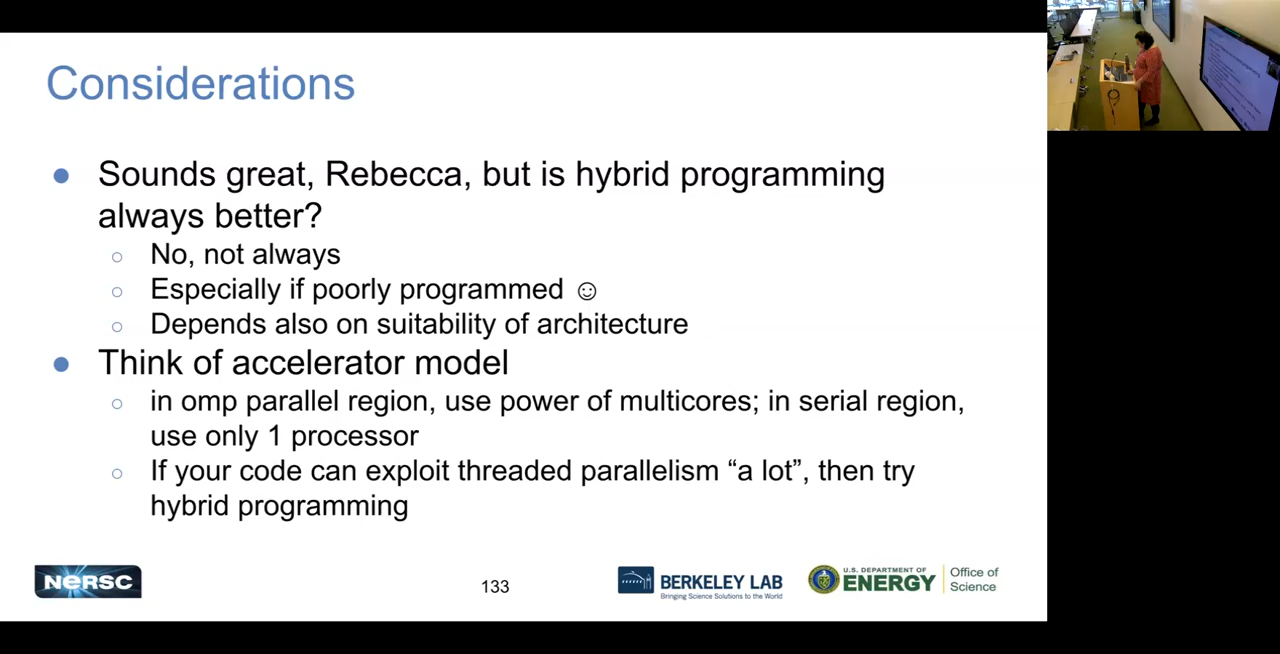 Considerations
● Sounds great, Rebecca, but is hybrid programming
always better?
○ No, not always
○ Especially if poorly programmed ☺
○ Depends also on suitability of architecture
● Think of accelerator model
○ in omp parallel region, use power of multicores; in serial region,
use only 1 processor
○ If your code can exploit threaded parallelism “a lot”, then try
hybrid programming
NERSC
133
BERKELEY LAB
Bringing Science Solutions to the World
U.S. DEPARTMENT OF
ENERGY
Office of
Science